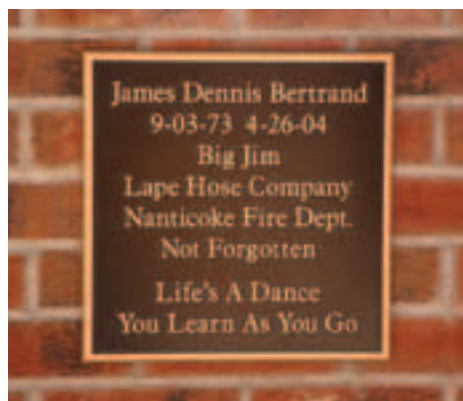 James Dennis Bertrand
9-03-73 4-26-04
Big Jim
Lape Hose Company
Nanticoke Fire Dept.
Not Forgotten
Life's A Dance
You Learn As You Go